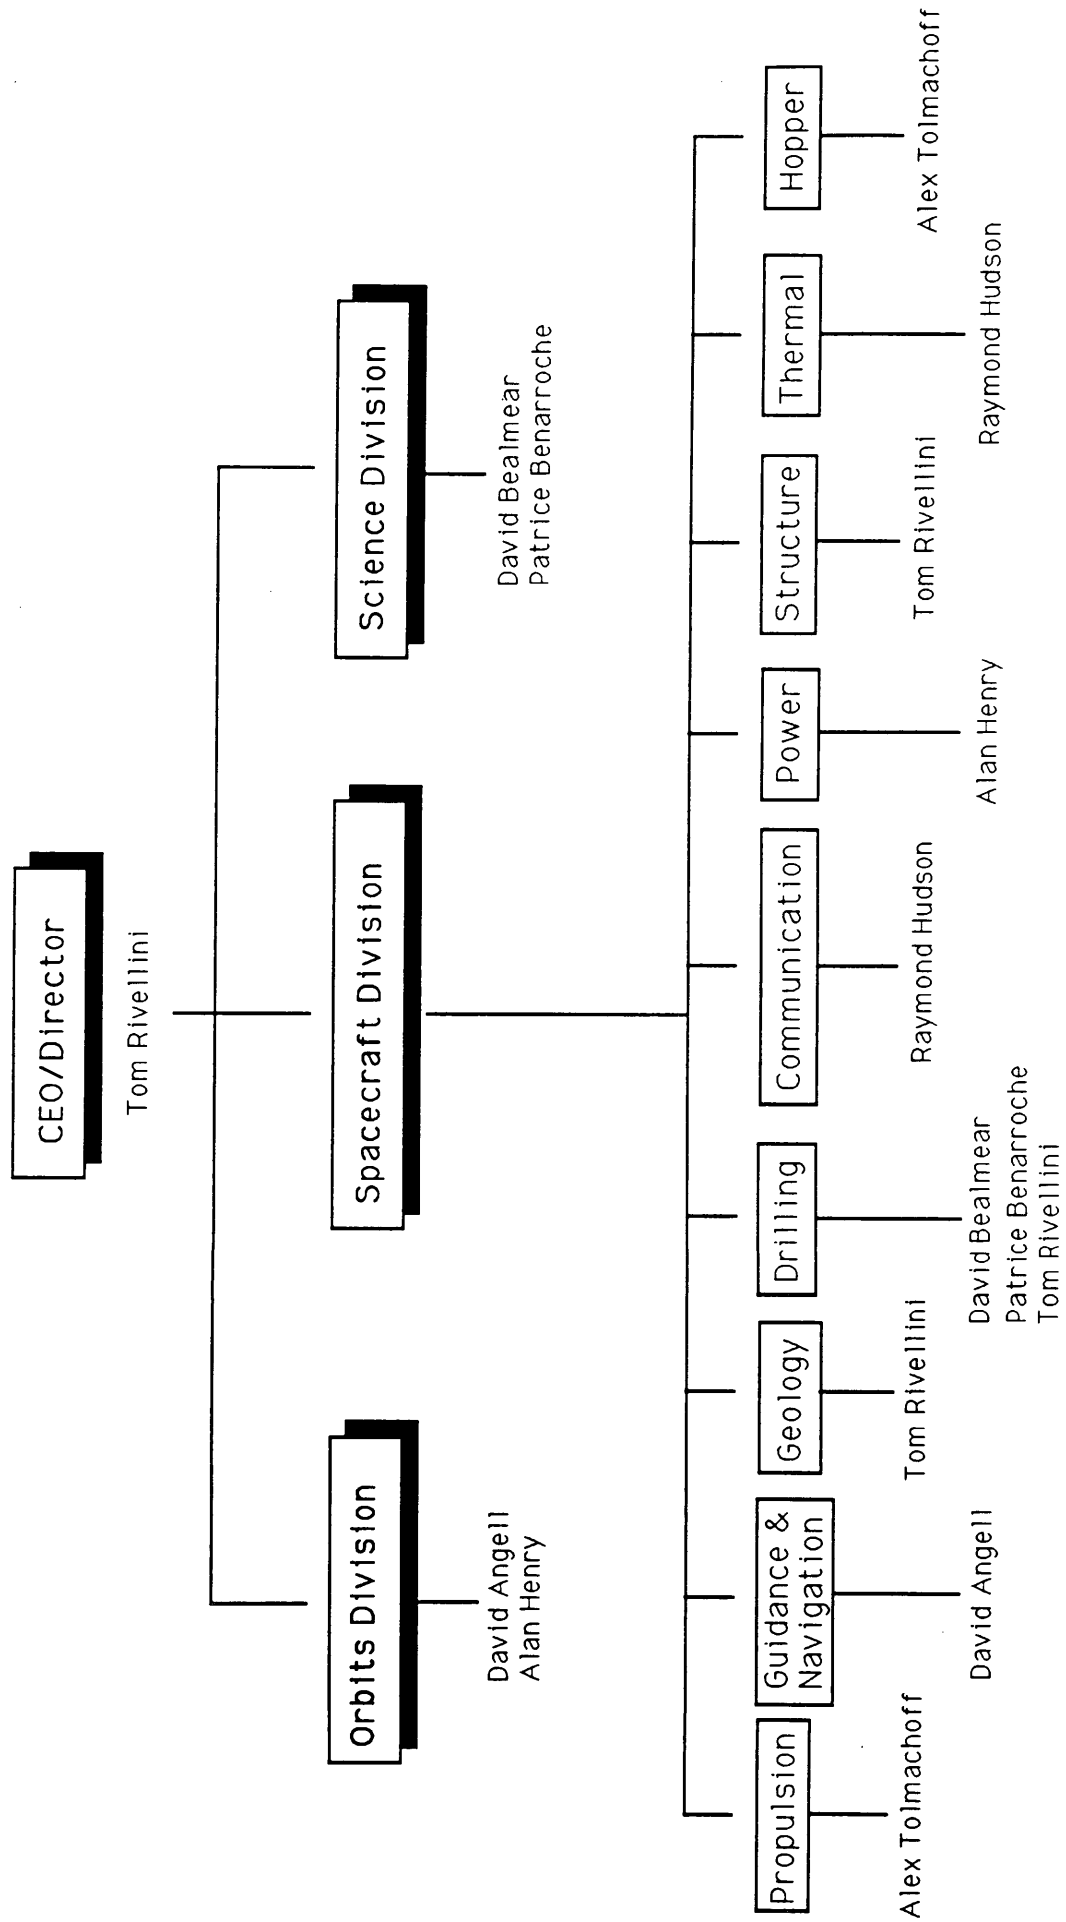 CEO/Director
Tom Rivellini
Orbits Division
David Angell
Alan Henry
Spacecraft Division
Science Division
David Bealmear
Patrice Benarroche
Propulsion
Alex Tolmachoff
Guidance &
Navigation
David Angell
Geology
Tom Rivellini
Drilling
David Bealmear
Patrice Benarroche
Tom Rivellini
Communication
Raymond Hudson
Power
Alan Henry
Structure
Tom Rivellini
Thermal
Raymond Hudson
Hopper
Alex Tolmachoff